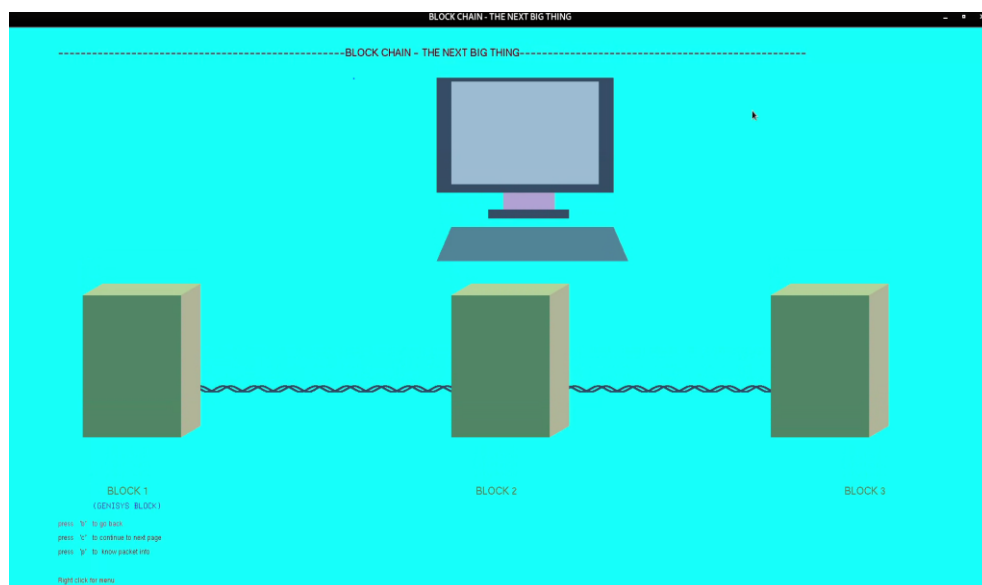 BLOCK CHAIN - THE NEXT BIG THING
----------------------------------------------------BLOCK CHAIN - THE NEXT BIG THING----------------------------------------------------
BLOCK 1 BLOCK 2 BLOCK 3
(GENISYS BLOCK)
press 'b' to go back
press 'c' to continue to next page
press 'p' to know packet info
Right click for menu